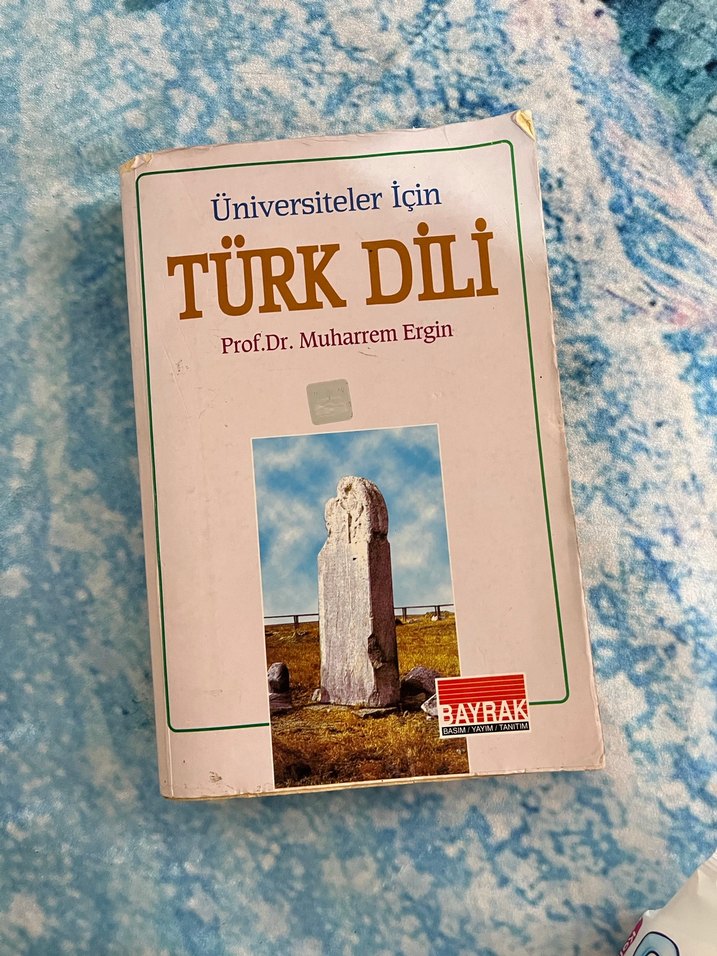 Üniversiteler İçin
TÜRK DİLİ
Prof.Dr. Muharrem Ergin
BAYRAK
BASIM / YAYIM / TANITIM